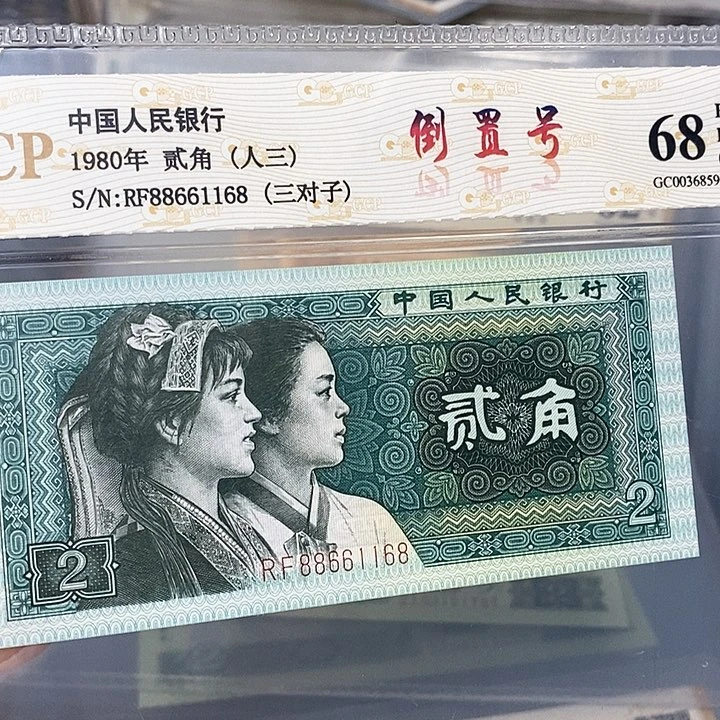 CP
中国人民银行
1980年 贰角 (人三)
S/N:RF88661168 (三对子)
倒置号
68
GC0036859
中国人民银行
贰角
2
2
RF88661168